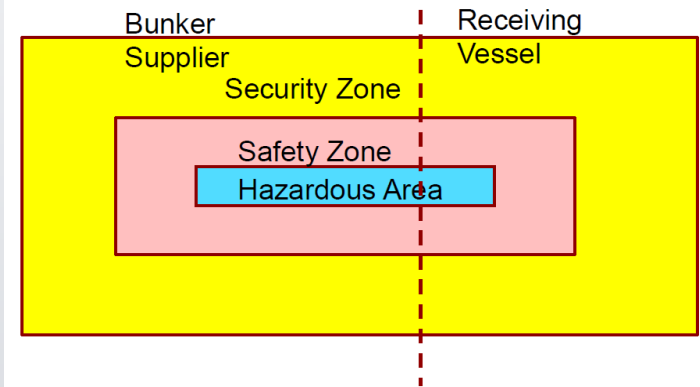 Bunker
Supplier
Receiving
Vessel
Security Zone
Safety Zone
Hazardous Area